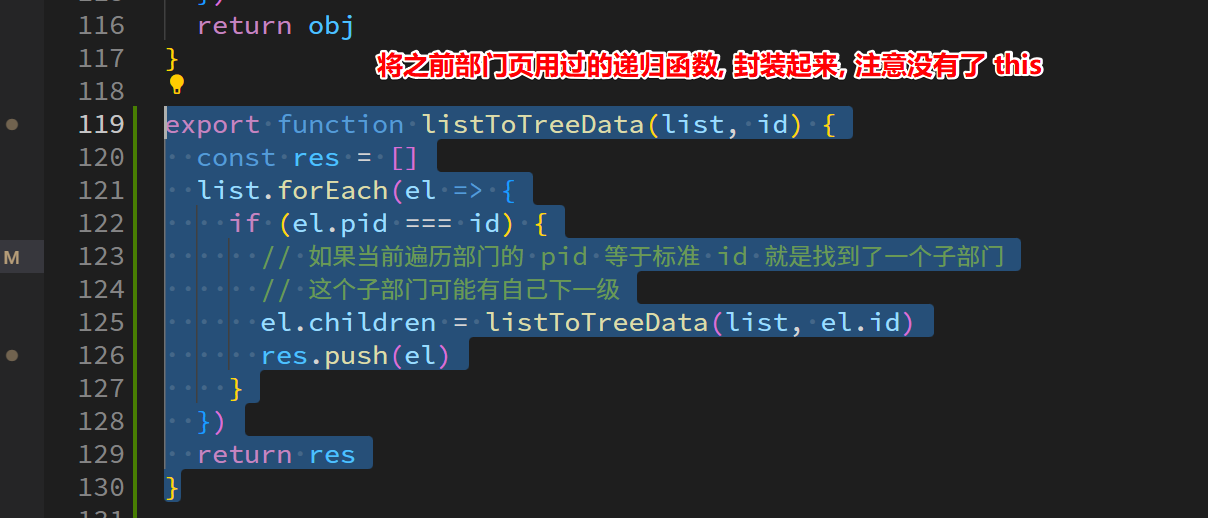 116 return obj
117 }
将之前部门页用过的递归函数, 封装起来, 注意没有了 this
118
119 export function listToTreeData(list, id) {
120 const res = []
121 list.forEach(el => {
122 if (el.pid === id) {
M 123 // 如果当前遍历部门的 pid 等于标准 id 就是找到了一个子部门
124 // 这个子部门可能有自己下一级
125 el.children = listToTreeData(list, el.id)
126 res.push(el)
127 }
128 })
129 return res
130 }